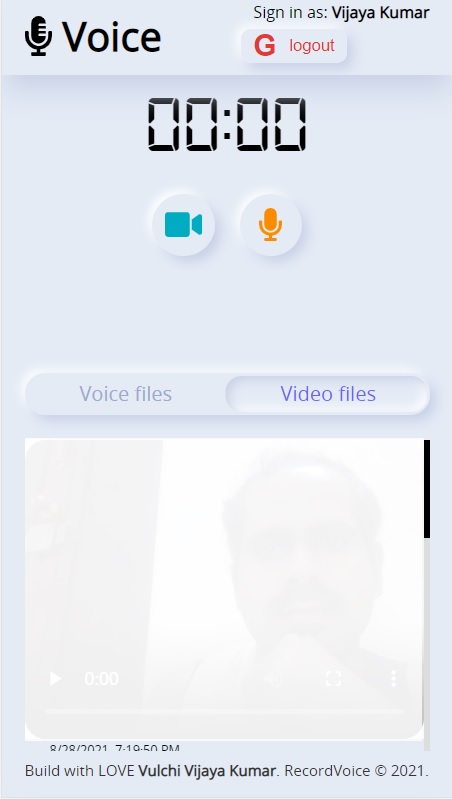 Sign in as: Vijaya Kumar
Voice
G logout
00:00
Voice files
Video files
0:00
8/28/2021, 7:19:50 PM
Build with LOVE Vulchi Vijaya Kumar. RecordVoice © 2021.